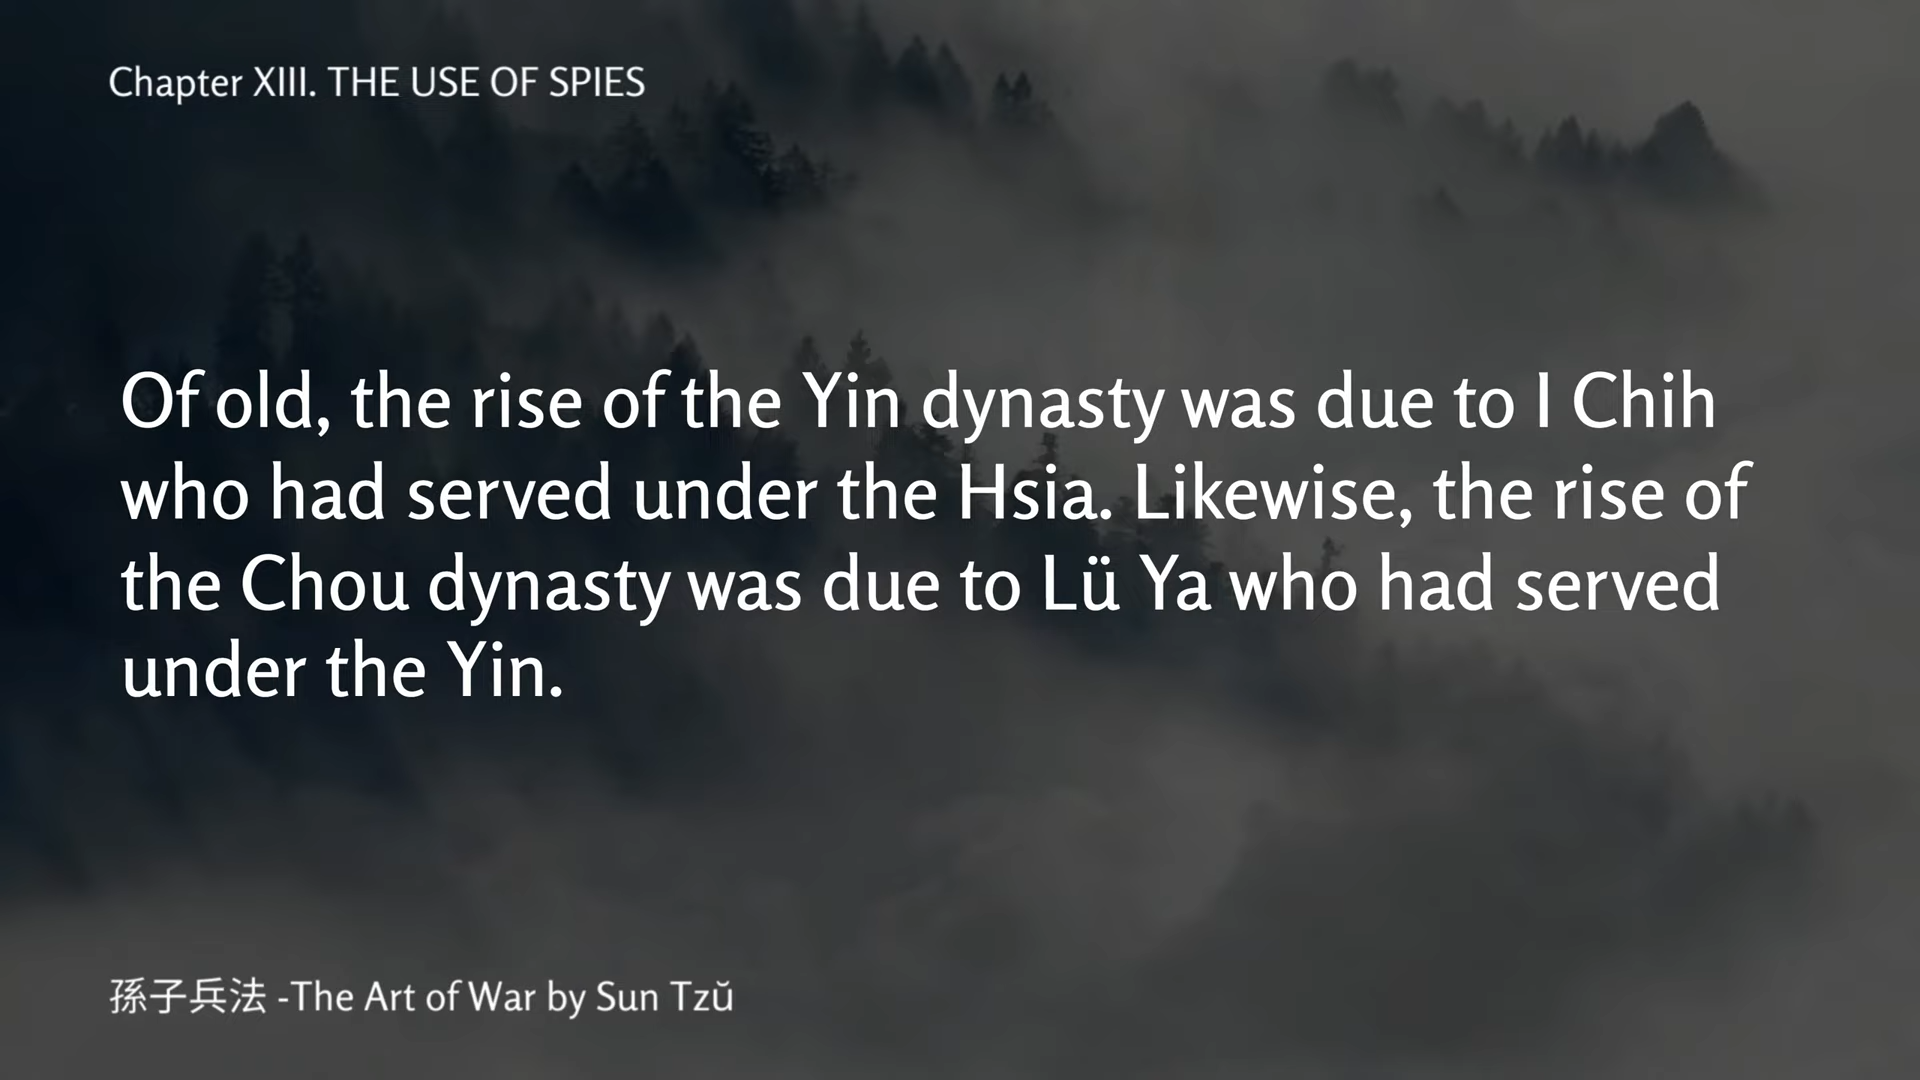 Chapter XIII. THE USE OF SPIES
Of old, the rise of the Yin dynasty was due to I Chih
who had served under the Hsia. Likewise, the rise of
the Chou dynasty was due to Lü Ya who had served
under the Yin.
孫子兵法 -The Art of War by Sun Tzŭ